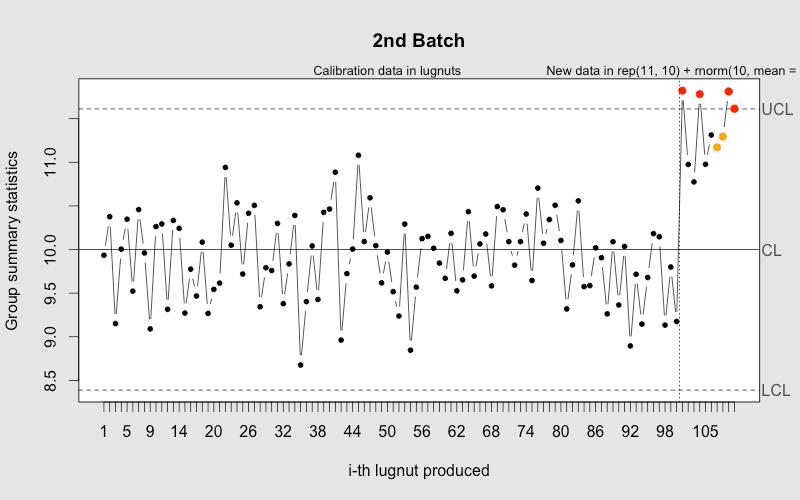 2nd Batch
Calibration data in lugnuts New data in rep(11, 10) + rnorm(10, mean =
Group summary statistics
11.0
10.0
9.5
9.0
8.5
UCL
CL
LCL
1 5 9 14 20 26 32 38 44 50 56 62 68 74 80 86 92 98 105
i-th lugnut produced